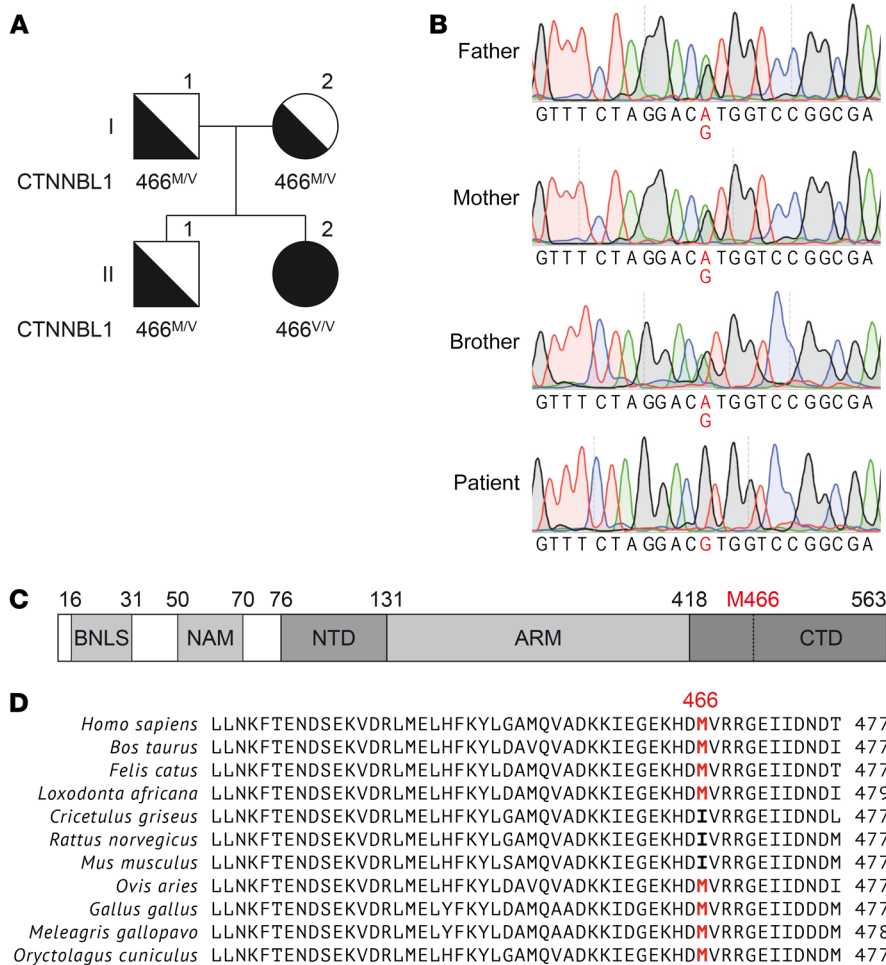 A
1
2
I
CTNNBL1 466M/V 466M/V
1
2
II
CTNNBL1 466M/V 466V/V
B
Father
GTTTCTAGGACATGGTCCGGCGA
G
Mother
GTTTCTAGGACATGGTCCGGCGA
G
Brother
GTTTCTAGGACATGGTCCGGCGA
G
Patient
GTTTCTAGGACGTGGTCCGGCGA
C
16 31 50 70 76 131 418 M466 563
BNLS NAM NTD ARM CTD
D
466
Homo sapiens LLNKFTENDSEKVDRLMELHFKYLGAMQVADKKIEGEKHDMVRRGEIIDNDT 477
Bos taurus LLNKFTENDSEKVDRLMELHFKYLDAVQVADKKIEGEKHDMVRRGEIIDNDI 477
Felis catus LLNKFTENDSEKVDRLMELHFKYLDAMQVADKKIEGEKHDMVRRGEIIDNDT 477
Loxodonta africana LLNKFTENDSEKVDRLMELHFKYLDAMQVADKKIEGEKHDMVRRGEIIDNDI 479
Cricetulus griseus LLNKFTENDSEKVDRLMELHFKYLGAMQVADKKIEGEKHDIVRRGEIIDNDL 477
Rattus norvegicus LLNKFTENDSEKVDRLMELHFKYLGAMQVADKKIEGEKHDIVRRGEIIDNDM 477
Mus musculus LLNKFTENDSEKVDRLMELHFKYLSAMQVADKKIEGEKHDIVRRGEIIDNDM 477
Ovis aries LLNKFTENDSEKVDRLMELHFKYLDAVQVADKKIEGEKHDMVRRGEIIDNDI 477
Gallus gallus LLNKFTENDSEKVDRLMELYFKYLDAMQAADKKIDGEKHDMVRRGEIIDDDM 477
Meleagris gallopavo LLNKFTENDSEKVDRLMELYFKYLDAMQAADKKIDGEKHDMVRRGEIIDDDM 478
Oryctolagus cuniculus LLNKFTENDSEKVDRLMELHFKYLDAMQVADKKIEGEKHDMVRRGEIIDNDM 477